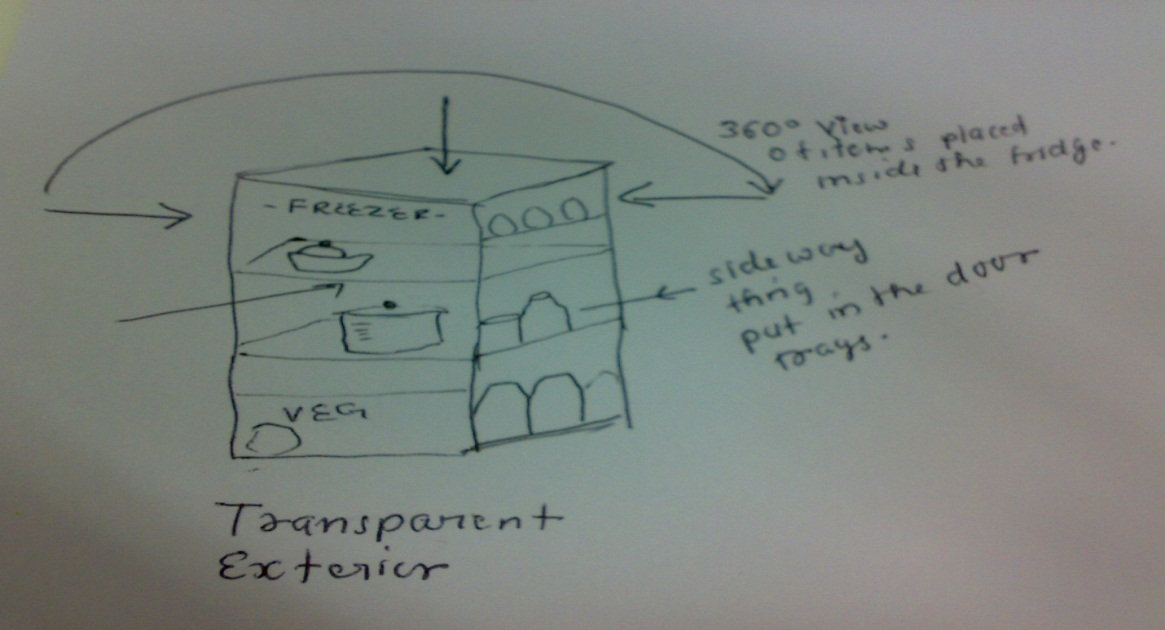 360° view
of items placed
inside the fridge.
- FREEZER -
side way
thing
put in the door
trays.
VEG
Transparent
Exterior